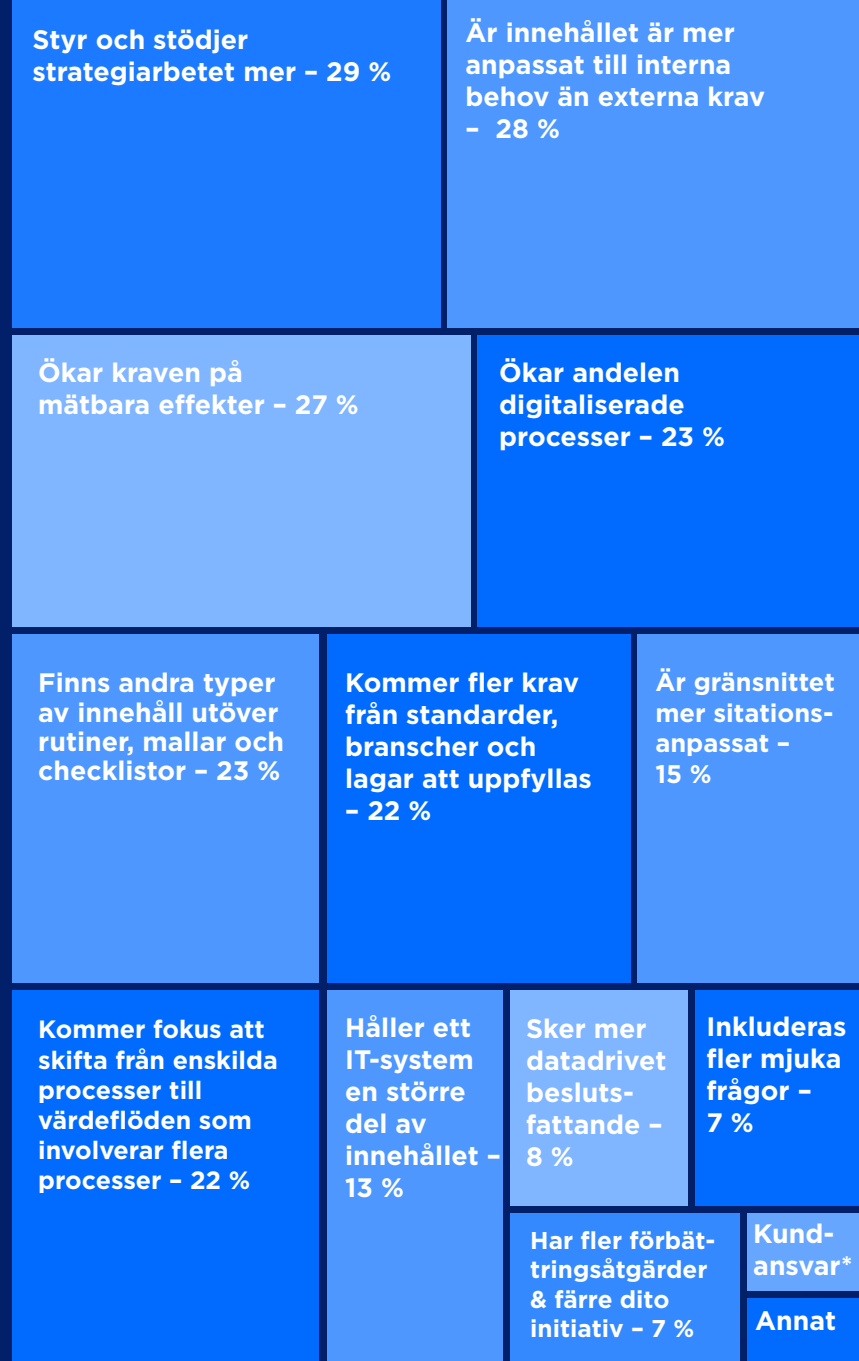 Styr och stödjer
strategiarbetet mer – 29 %
Är innehållet är mer
anpassat till interna
behov än externa krav
– 28 %
Ökar kraven på
mätbara effekter – 27 %
Ökar andelen
digitaliserade
processer – 23 %
Finns andra typer
av innehåll utöver
rutiner, mallar och
checklistor – 23 %
Kommer fler krav
från standarder,
branscher och
lagar att uppfyllas
– 22 %
Är gränsnittet
mer sitations-
anpassat –
15 %
Kommer fokus att
skifta från enskilda
processer till
värdeflöden som
involverar flera
processer – 22 %
Håller ett
IT-system
en större
del av
innehållet –
13 %
Sker mer
datadrivet
besluts-
fattande –
8 %
Inkluderas
fler mjuka
frågor –
7 %
Har fler förbät-
tringsåtgärder
& färre dito
initiativ – 7 %
Kund-
ansvar*
Annat